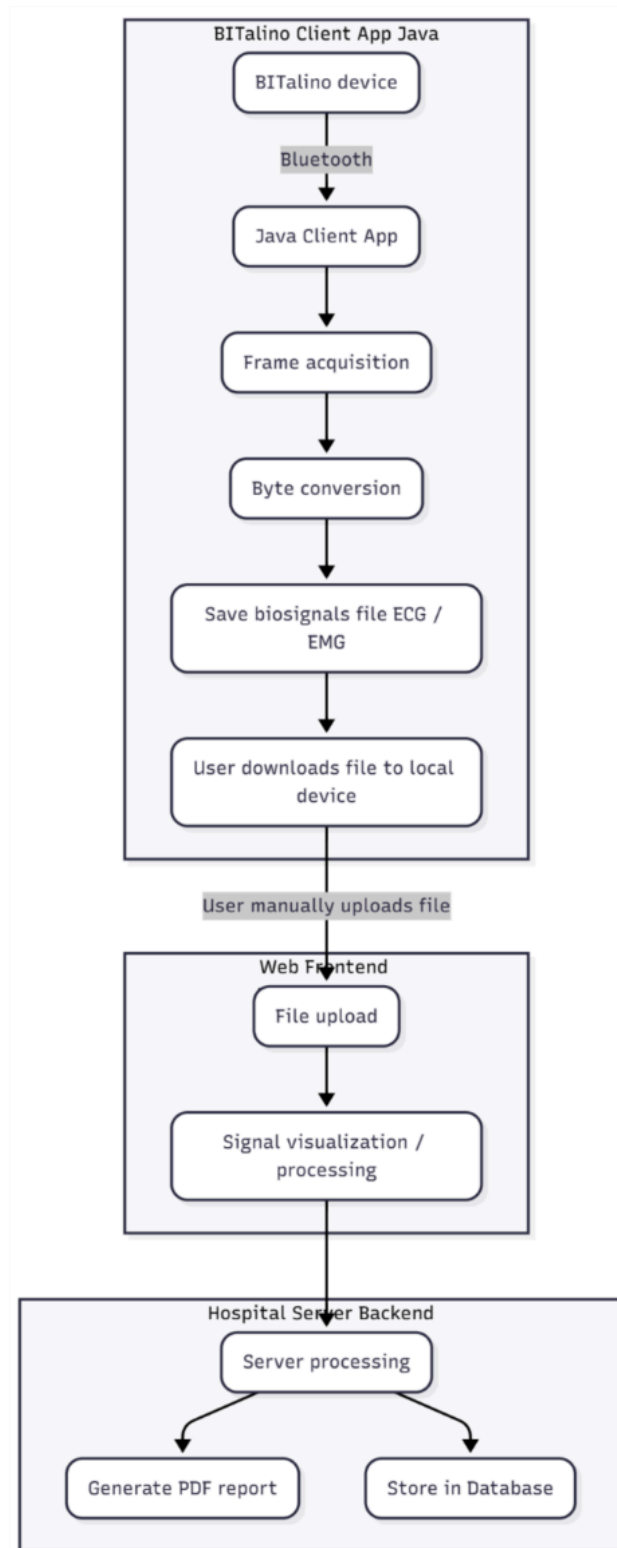 BITalino Client App Java
BITalino device
Bluetooth
Java Client App
Frame acquisition
Byte conversion
Save biosignals file ECG /
EMG
User downloads file to local
device
User manually uploads file
Web Frontend
File upload
Signal visualization /
processing
Hospital Server Backend
Server processing
Generate PDF report
Store in Database